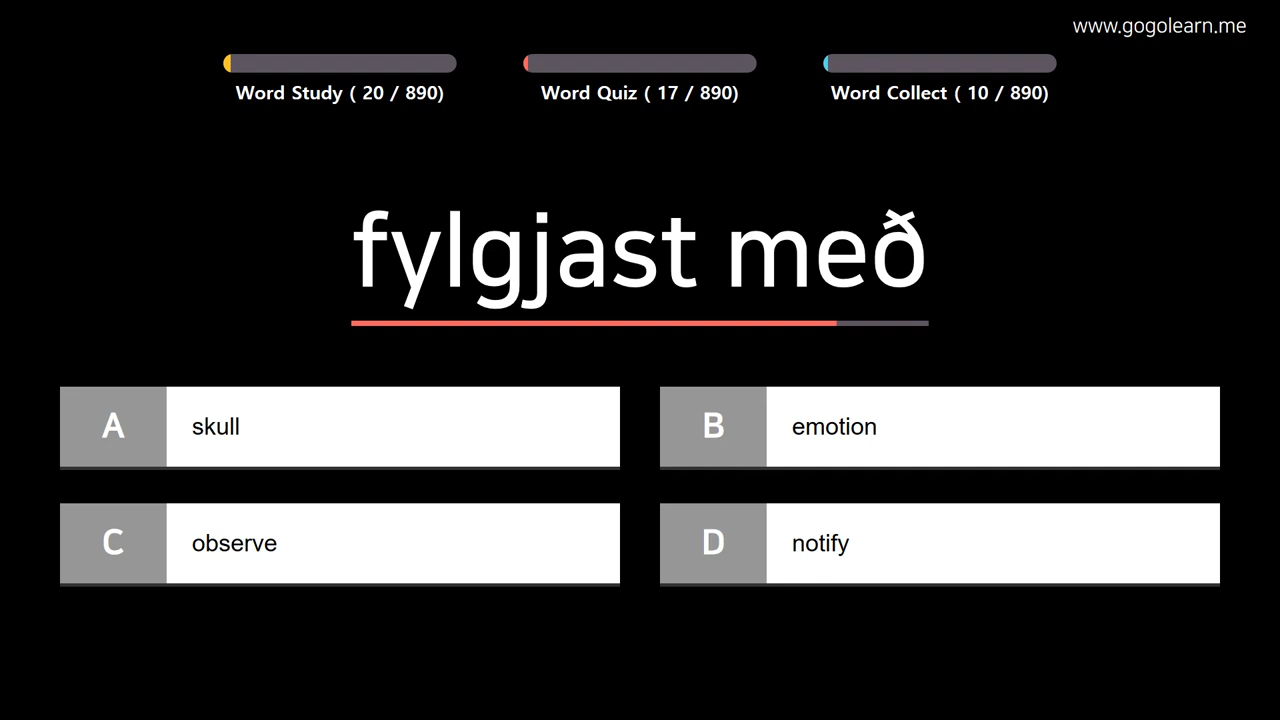 www.gogolearn.me
Word Study ( 20 / 890)
Word Quiz ( 17 / 890)
Word Collect ( 10 / 890)
fylgjast með
A skull
B emotion
C observe
D notify